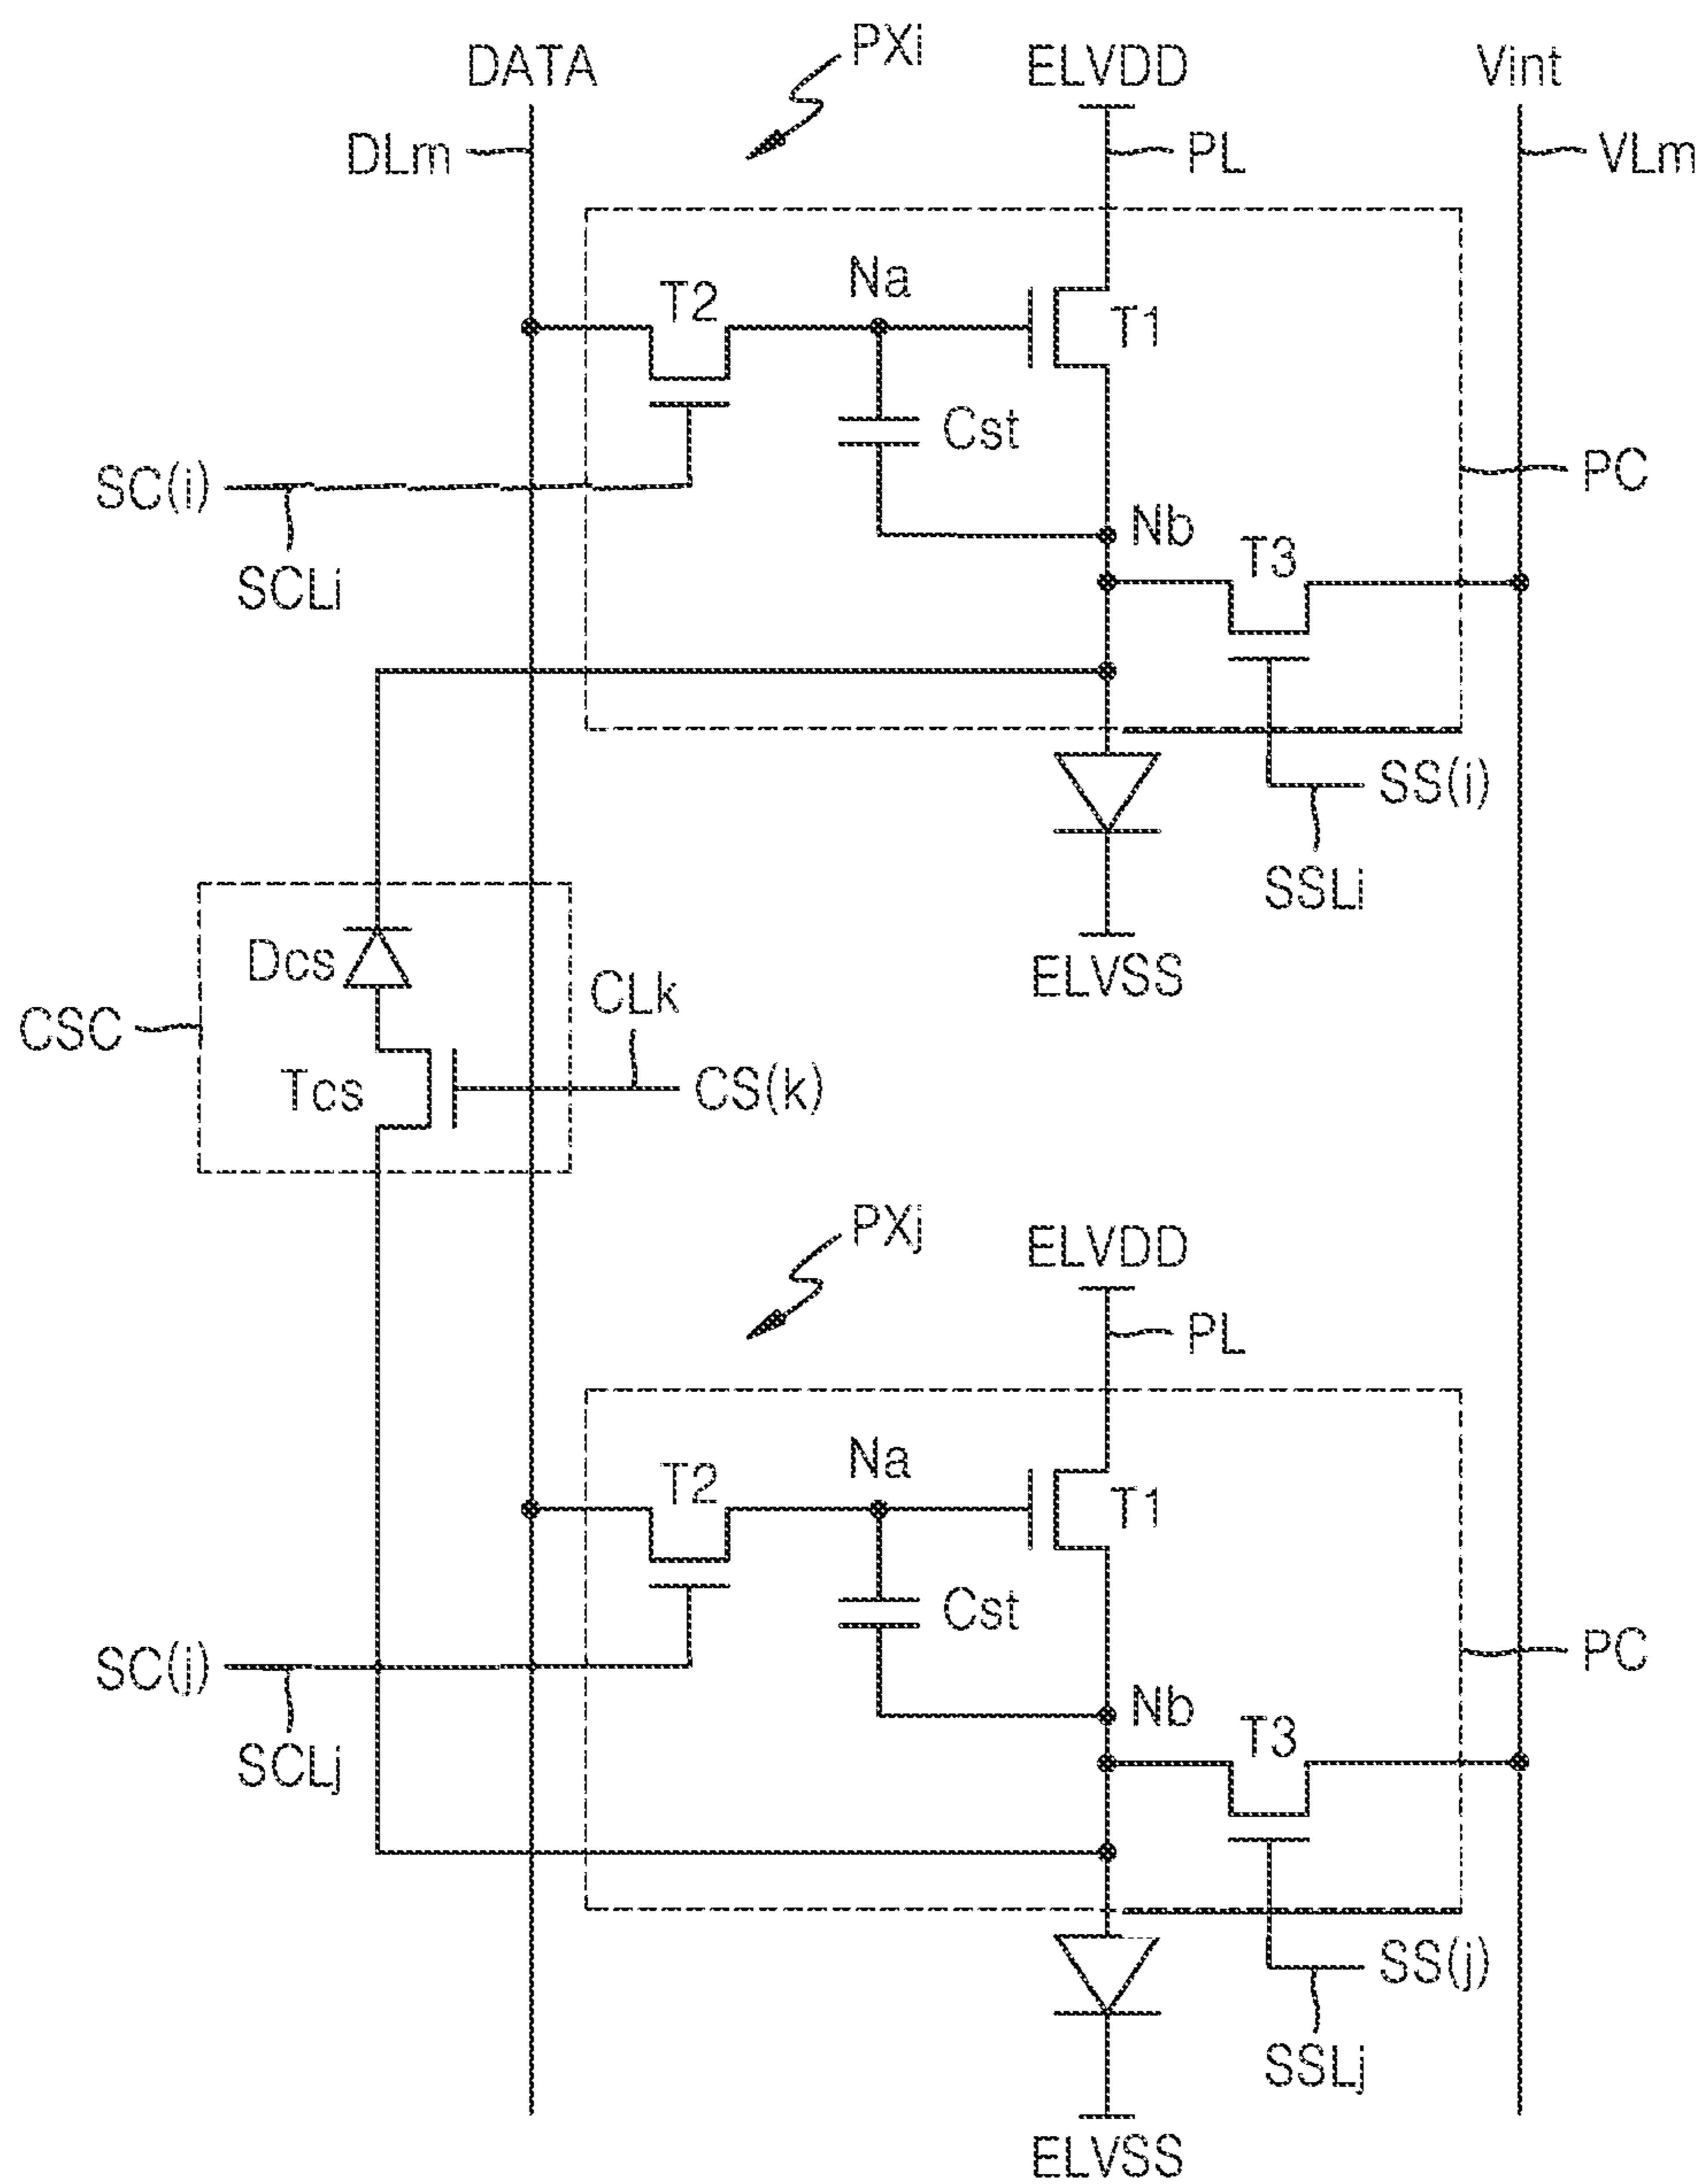 PXi
DATA
ELVDD
Vint
DLm
PL
VLm
Na
T2
T1
Cst
SC(i)
PC
Nb
T3
SCLi
SS(i)
SSLi
Dcs
ELVSS
CLk
CSC
Tcs
CS(k)
PXj
ELVDD
PL
Na
T2
T1
Cst
SC(j)
PC
Nb
T3
SCLj
SS(j)
SSLj
ELVSS